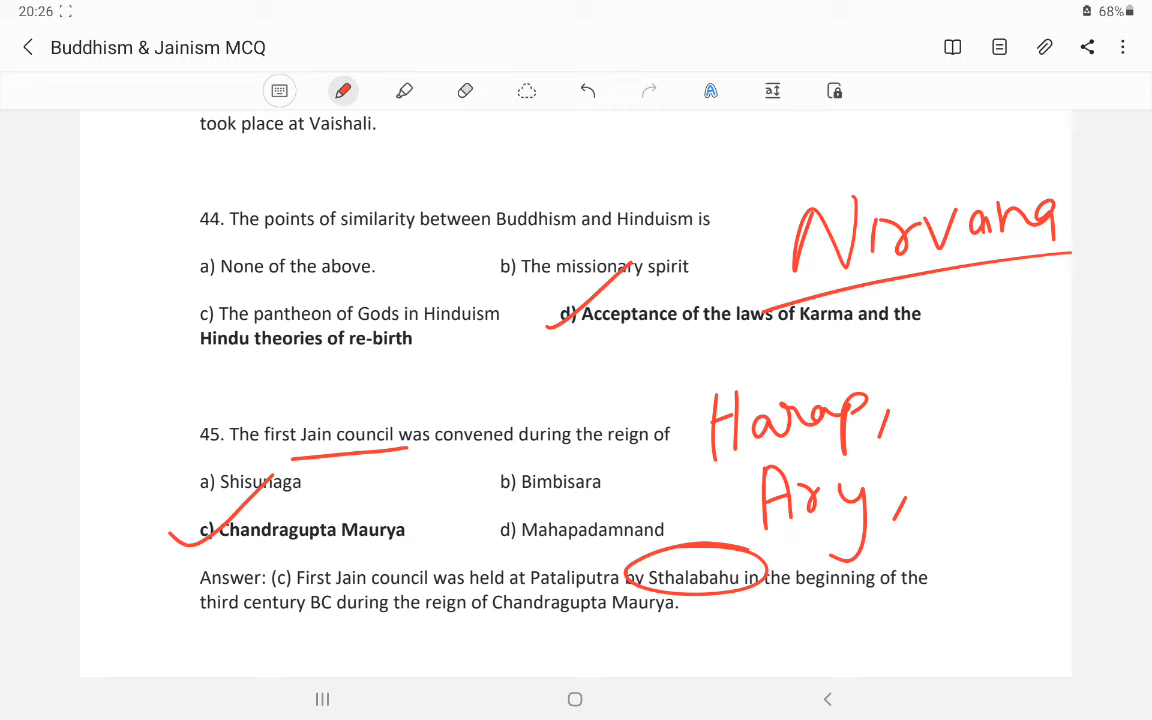 20:26 68%
Buddhism & Jainism MCQ
took place at Vaishali.
44. The points of similarity between Buddhism and Hinduism is
Nirvana
a) None of the above. b) The missionary spirit
c) The pantheon of Gods in Hinduism d) Acceptance of the laws of Karma and the
Hindu theories of re-birth
Harap,
45. The first Jain council was convened during the reign of
a) Shisunaga b) Bimbisara
Ary,
c) Chandragupta Maurya d) Mahapadamnand
Answer: (c) First Jain council was held at Pataliputra by Sthalabahu in the beginning of the
third century BC during the reign of Chandragupta Maurya.